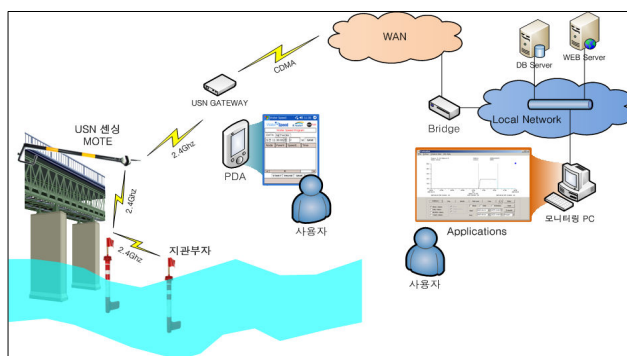 WAN
DB Server
WEB Server
CDMA
USN GATEWAY
USN 센싱
MOTE
2.4Ghz
Bridge
Local Network
PDA
2.4Ghz
사용자
Applications
모니터링 PC
2.4Ghz
지관부자
사용자